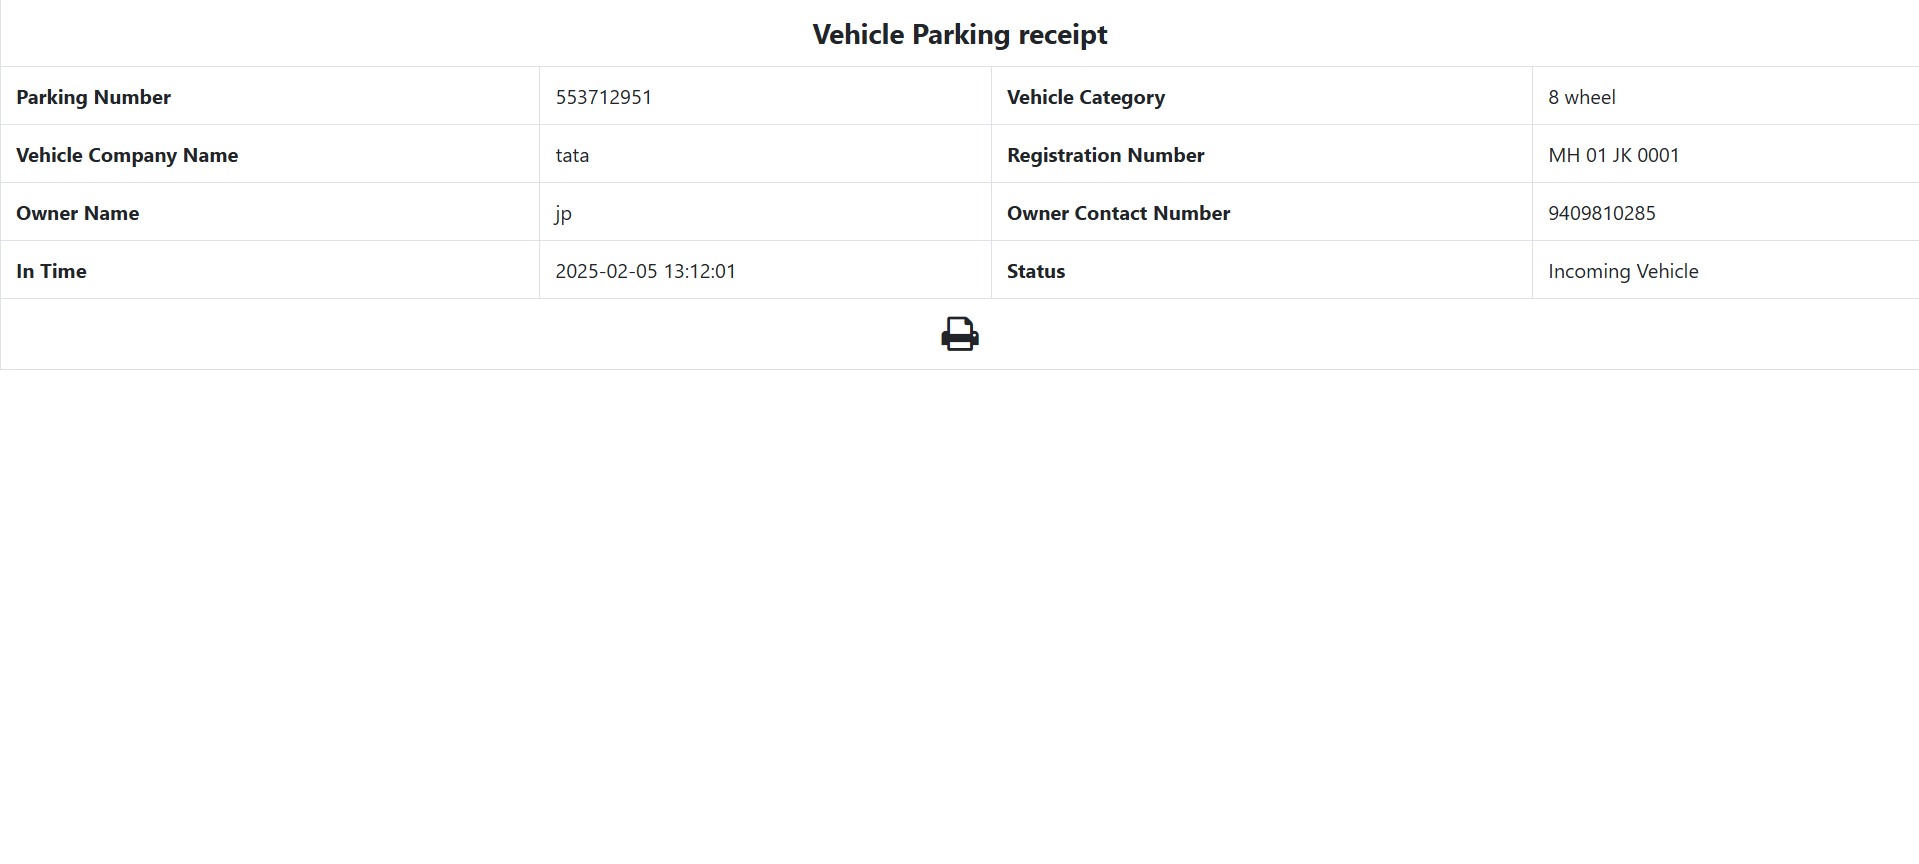 Vehicle Parking receipt
Parking Number 553712951 Vehicle Category 8 wheel
Vehicle Company Name tata Registration Number MH 01 JK 0001
Owner Name jp Owner Contact Number 9409810285
In Time 2025-02-05 13:12:01 Status Incoming Vehicle